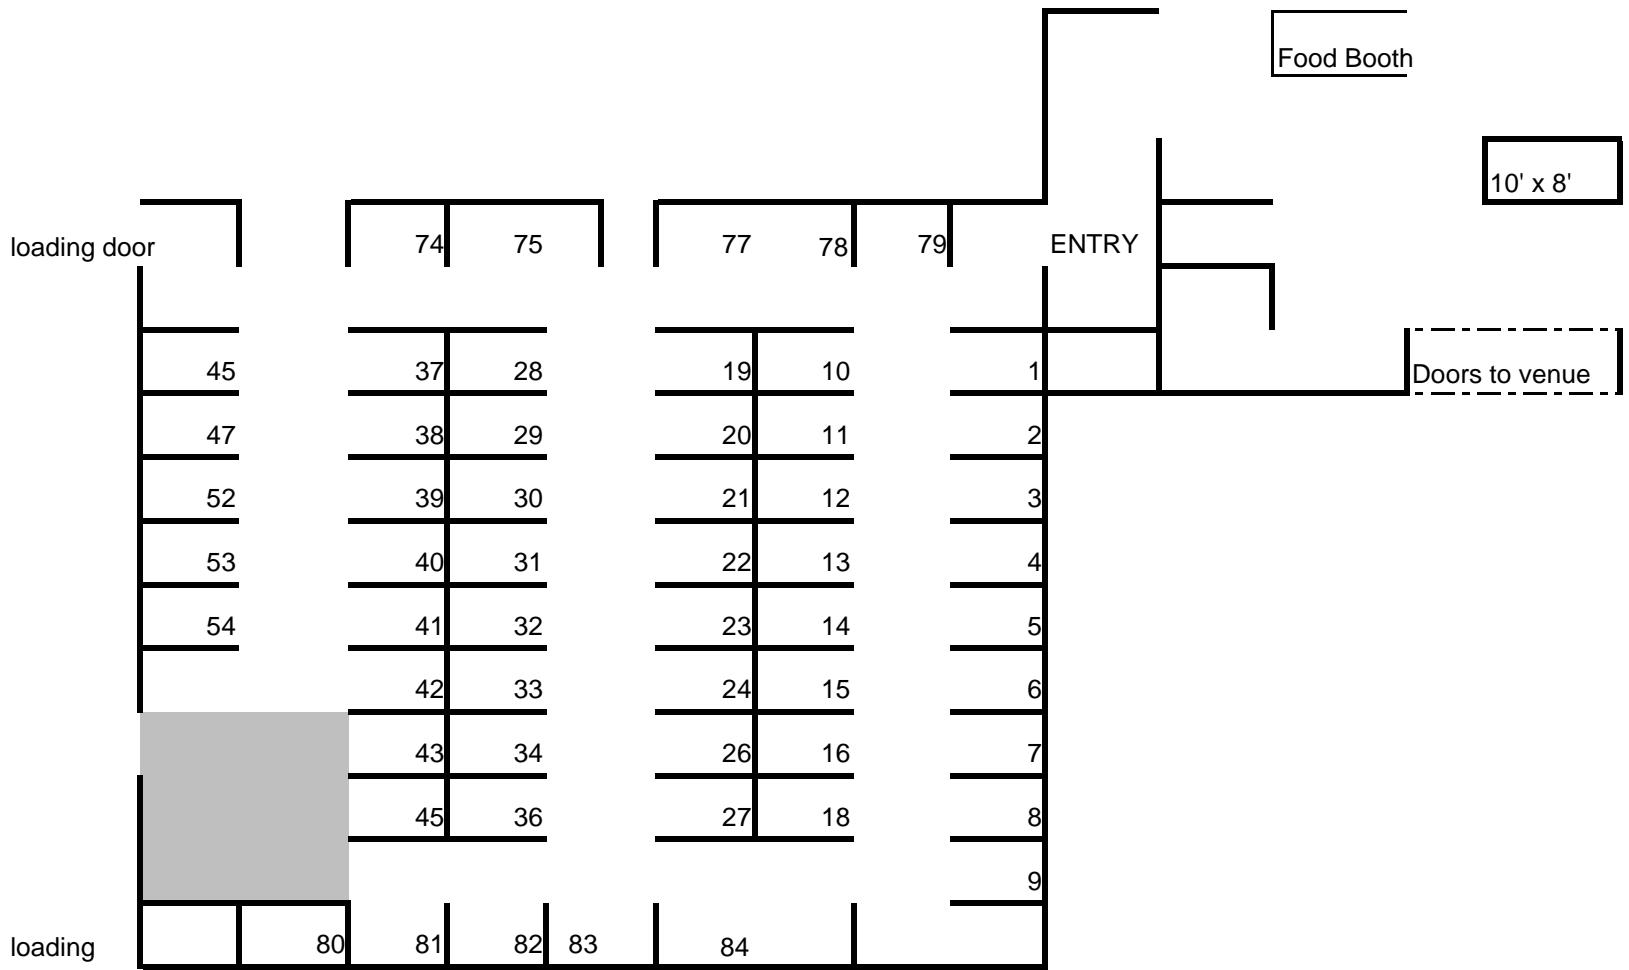 Food Booth
10' x 8'
loading door 74 75 77 78 79 ENTRY
45 37 28 19 10 1 Doors to venue
47 38 29 20 11 2
52 39 30 21 12 3
53 40 31 22 13 4
54 41 32 23 14 5
42 33 24 15 6
43 34 26 16 7
45 36 27 18 8
9
loading 80 81 82 83 84